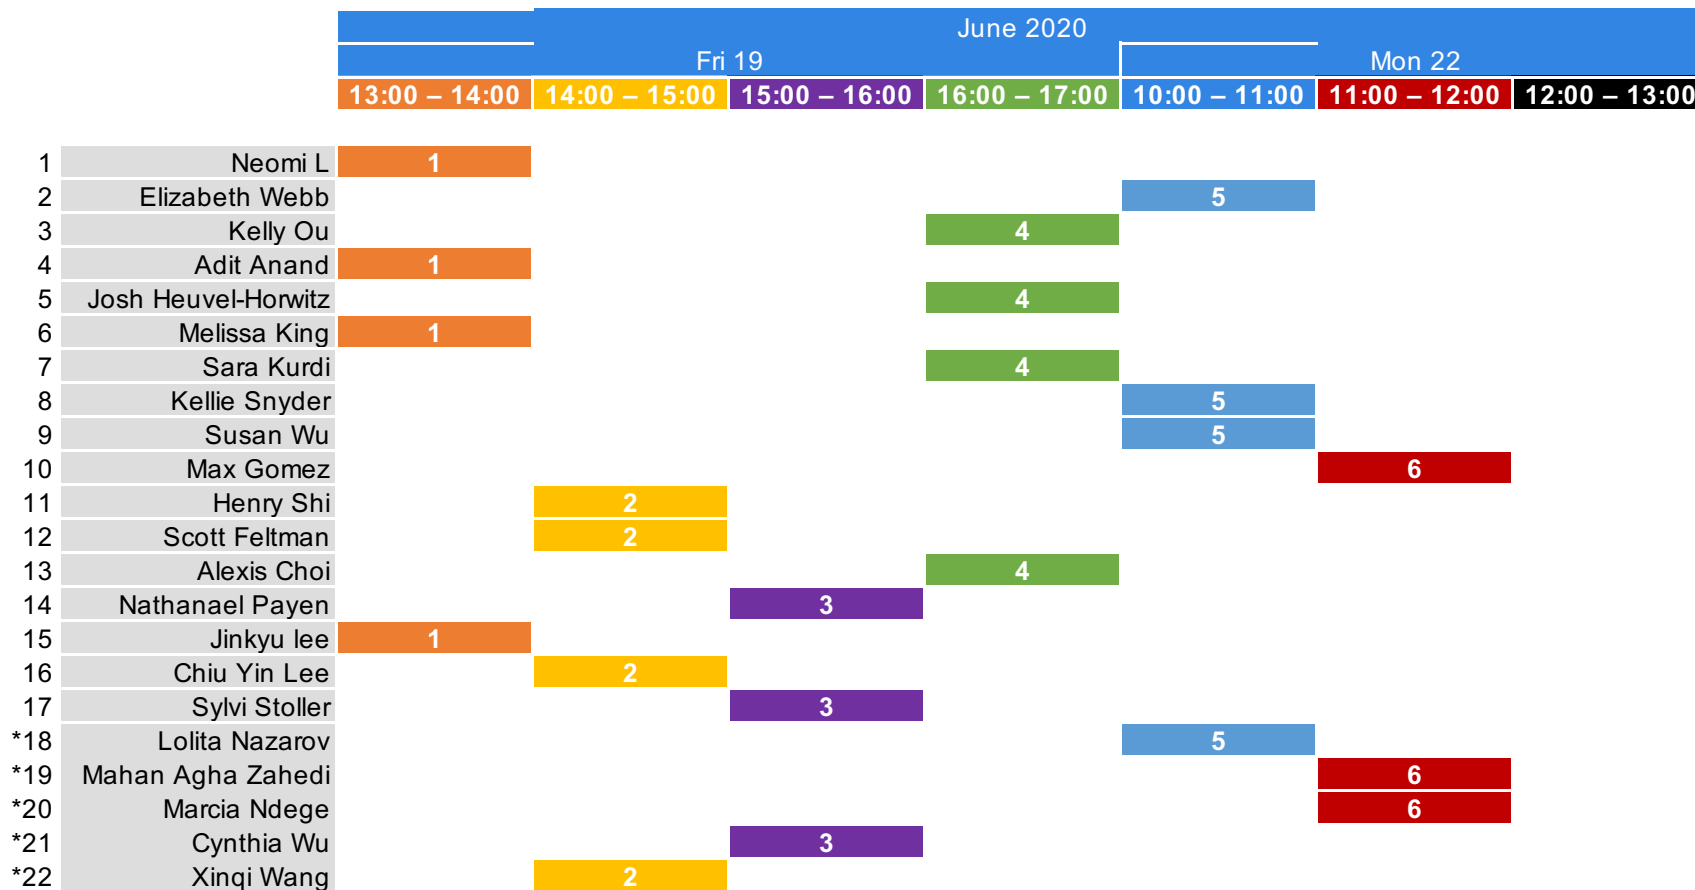 June 2020
Fri 19 Mon 22
13:00 – 14:00 14:00 – 15:00 15:00 – 16:00 16:00 – 17:00 10:00 – 11:00 11:00 – 12:00 12:00 – 13:00
1 Neomi L 1
2 Elizabeth Webb 5
3 Kelly Ou 4
4 Adit Anand 1
5 Josh Heuvel-Horwitz 4
6 Melissa King 1
7 Sara Kurdi 4
8 Kellie Snyder 5
9 Susan Wu 5
10 Max Gomez 6
11 Henry Shi 2
12 Scott Feltman 2
13 Alexis Choi 4
14 Nathanael Payen 3
15 Jinkyu lee 1
16 Chiu Yin Lee 2
17 Sylvi Stoller 3
*18 Lolita Nazarov 5
*19 Mahan Agha Zahedi 6
*20 Marcia Ndege 6
*21 Cynthia Wu 3
*22 Xinqi Wang 2